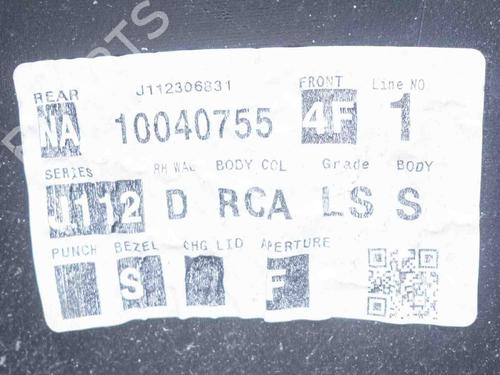 PARTS
J112306831
REAR FRONT Line NO
NA 10040755 4F 1
SERIES RH WAL BODY COL Grade BODY
J112 D RCA LS S
PUNCH BEZEL CHG LID APERTURE
S F